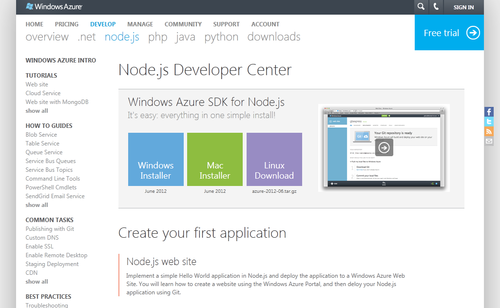 Windows Azure
SIGN IN
HOME PRICING DEVELOP MANAGE COMMUNITY SUPPORT ACCOUNT
overview .net node.js php java python downloads
Free trial
WINDOWS AZURE INTRO
TUTORIALS
Web site
Cloud Service
Web site with MongoDB
show all
HOW TO GUIDES
Blob Service
Table Service
Queue Service
Service Bus Queues
Service Bus Topics
Command Line Tools
PowerShell Cmdlets
SendGrid Email Service
show all
COMMON TASKS
Publishing with Git
Custom DNS
Enable SSL
Enable Remote Desktop
Staging Deployment
CDN
show all
BEST PRACTICES
Troubleshooting
Node.js Developer Center
Windows Azure SDK for Node.js
It's easy: everything in one simple install!
Windows
Installer
June 2012
Mac
Installer
June 2012
Linux
Download
azure-2012-06.tar.gz
Your Git repository is ready
Create your first application
Node.js web site
Implement a simple Hello World application in Node.js and deploy the application to a Windows Azure Web
Site. You will learn how to create a website using the Windows Azure Portal, and then deloy your Node.js
application using Git.